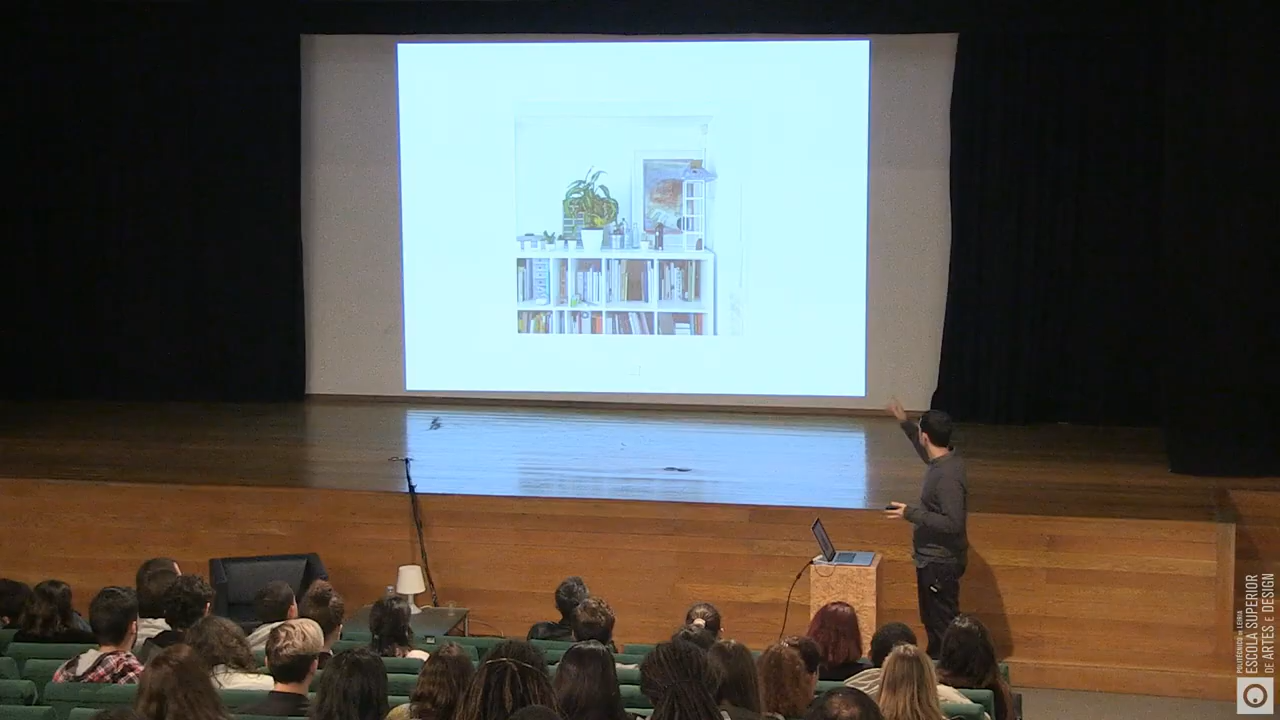 POLITÉCNICO DE LEIRIA
ESCOLA SUPERIOR
DE ARTES E DESIGN